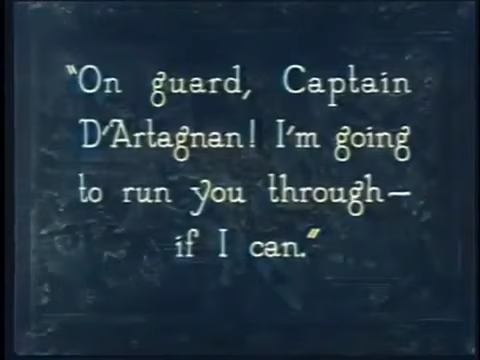 "On guard, Captain
D'Artagnan! I'm going
to run you through—
if I can."